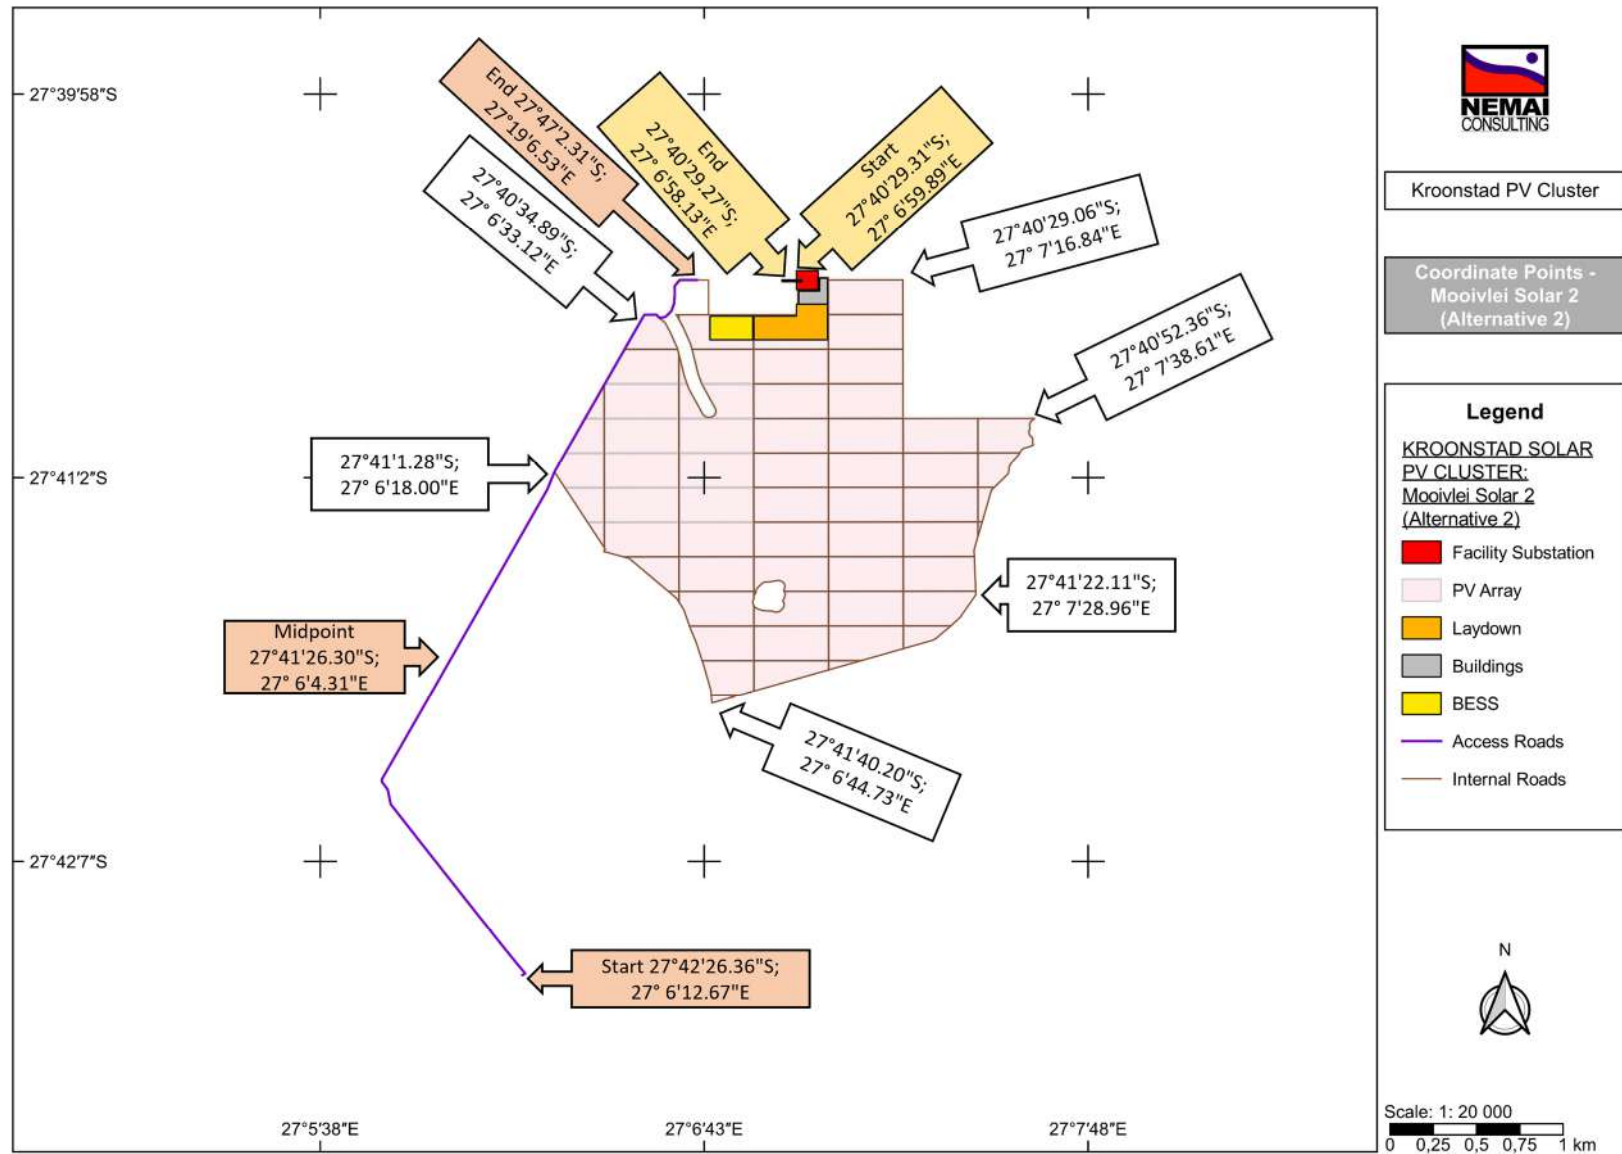 27°39'58"S
27°41'2"S
27°42'7"S
27°5'38"E
27°6'43"E
27°7'48"E
End 27°47'2.31"S;
27°19'6.53"E
27°40'34.89"S;
27° 6'33.12"E
End
27°40'29.27"S;
27° 6'58.13"E
Start
27°40'29.31"S;
27° 6'59.89"E
27°40'29.06"S;
27° 7'16.84"E
27°40'52.36"S;
27° 7'38.61"E
27°41'1.28"S;
27° 6'18.00"E
27°41'22.11"S;
27° 7'28.96"E
Midpoint
27°41'26.30"S;
27° 6'4.31"E
27°41'40.20"S;
27° 6'44.73"E
Start 27°42'26.36"S;
27° 6'12.67"E
NEMAI
CONSULTING
Kroonstad PV Cluster
Coordinate Points -
Mooivlei Solar 2
(Alternative 2)
Legend
KROONSTAD SOLAR
PV CLUSTER:
Mooivlei Solar 2
(Alternative 2)
Facility Substation
PV Array
Laydown
Buildings
BESS
Access Roads
Internal Roads
N
Scale: 1: 20 000
0 0,25 0,5 0,75 1 km